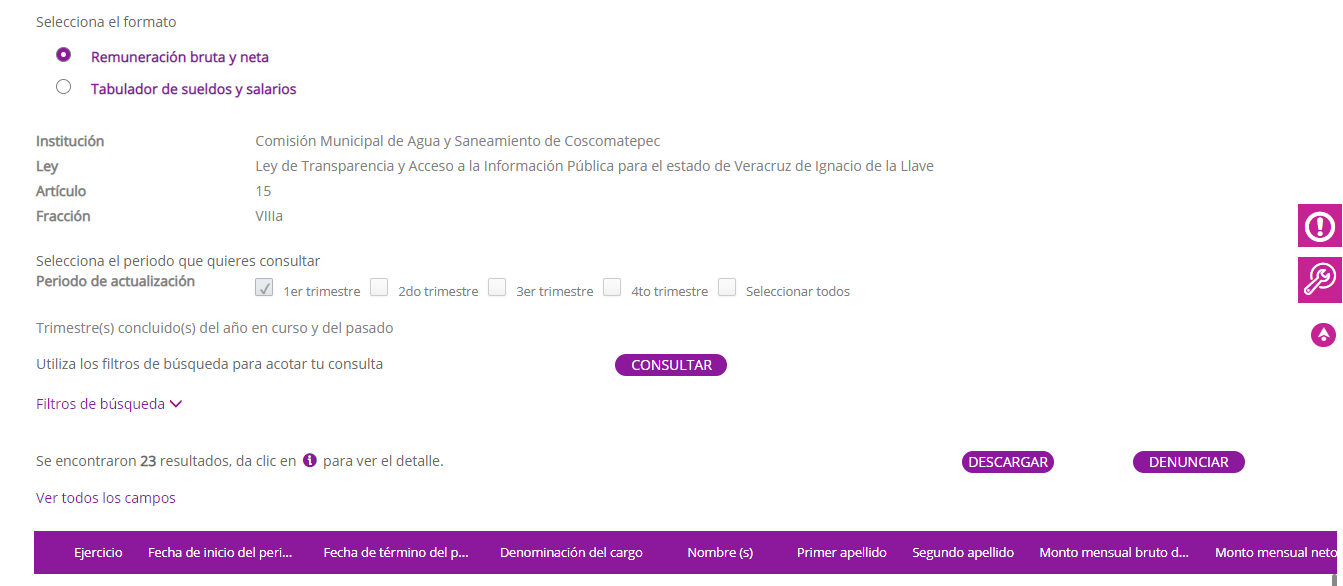 Selecciona el formato
Remuneración bruta y neta
Tabulador de sueldos y salarios
Institución Comisión Municipal de Agua y Saneamiento de Coscomatepec
Ley Ley de Transparencia y Acceso a la Información Pública para el estado de Veracruz de Ignacio de la Llave
Artículo 15
Fracción VIIIa
Selecciona el periodo que quieres consultar
Periodo de actualización 1er trimestre 2do trimestre 3er trimestre 4to trimestre Seleccionar todos
Trimestre(s) concluido(s) del año en curso y del pasado
Utiliza los filtros de búsqueda para acotar tu consulta CONSULTAR
Filtros de búsqueda
Se encontraron 23 resultados, da clic en i para ver el detalle. DESCARGAR DENUNCIAR
Ver todos los campos
Ejercicio Fecha de inicio del peri... Fecha de término del p... Denominación del cargo Nombre (s) Primer apellido Segundo apellido Monto mensual bruto d... Monto mensual neto